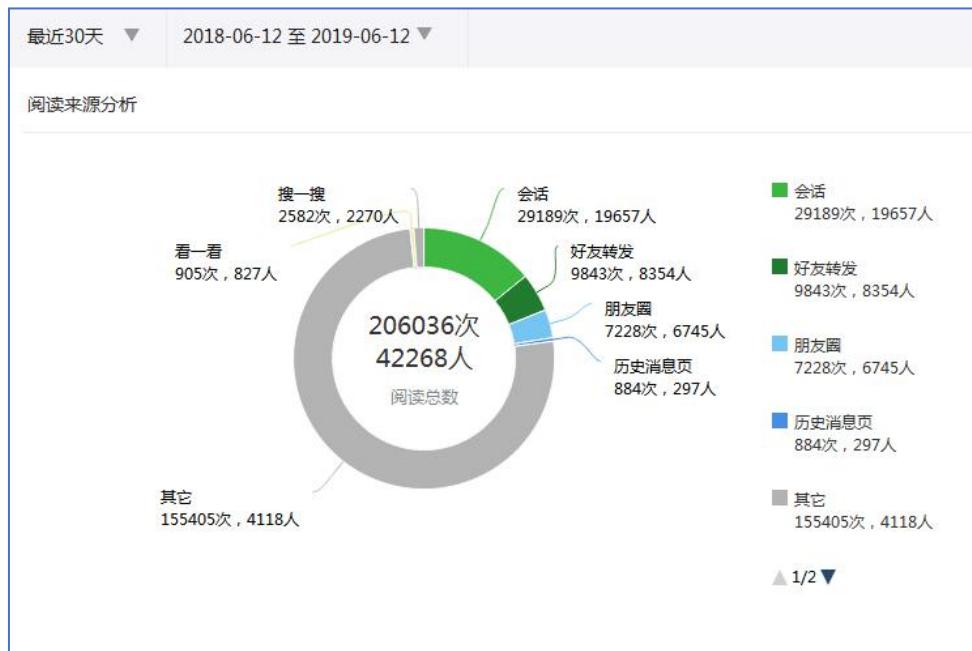 最近30天 ▼ 2018-06-12 至 2019-06-12 ▼
阅读来源分析
搜一搜
2582次，2270人
看一看
905次，827人
会话
29189次，19657人
好友转发
9843次，8354人
朋友圈
7228次，6745人
历史消息页
884次，297人
206036次
42268人
阅读总数
其它
155405次，4118人
会话
29189次，19657人
好友转发
9843次，8354人
朋友圈
7228次，6745人
历史消息页
884次，297人
其它
155405次，4118人
▲ 1/2 ▼